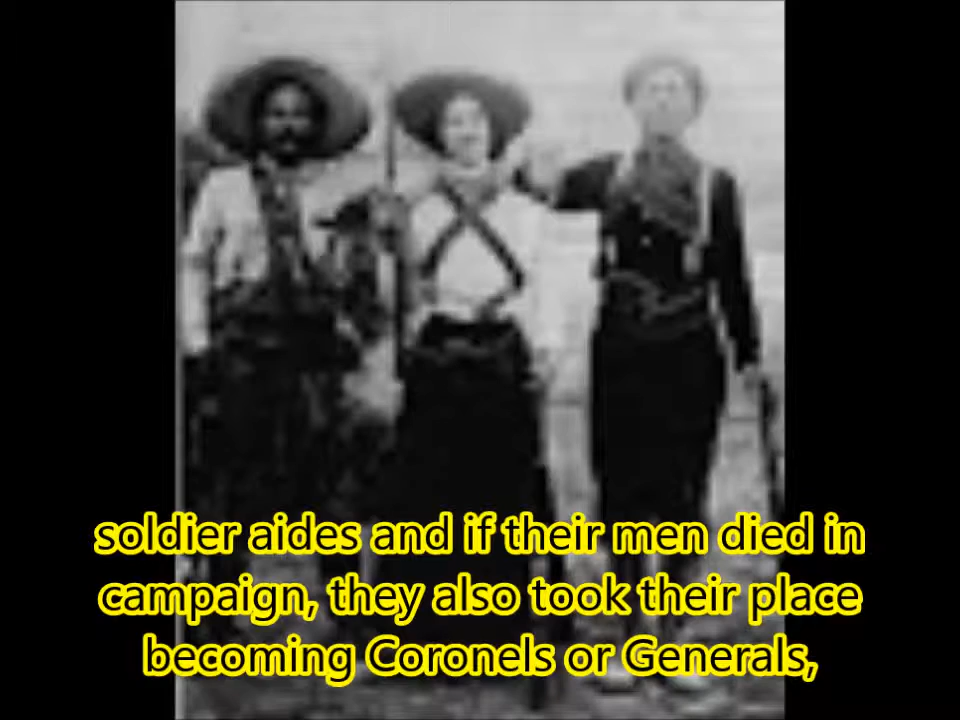 soldier aides and if their men died in
campaign, they also took their place
becoming Coronels or Generals,